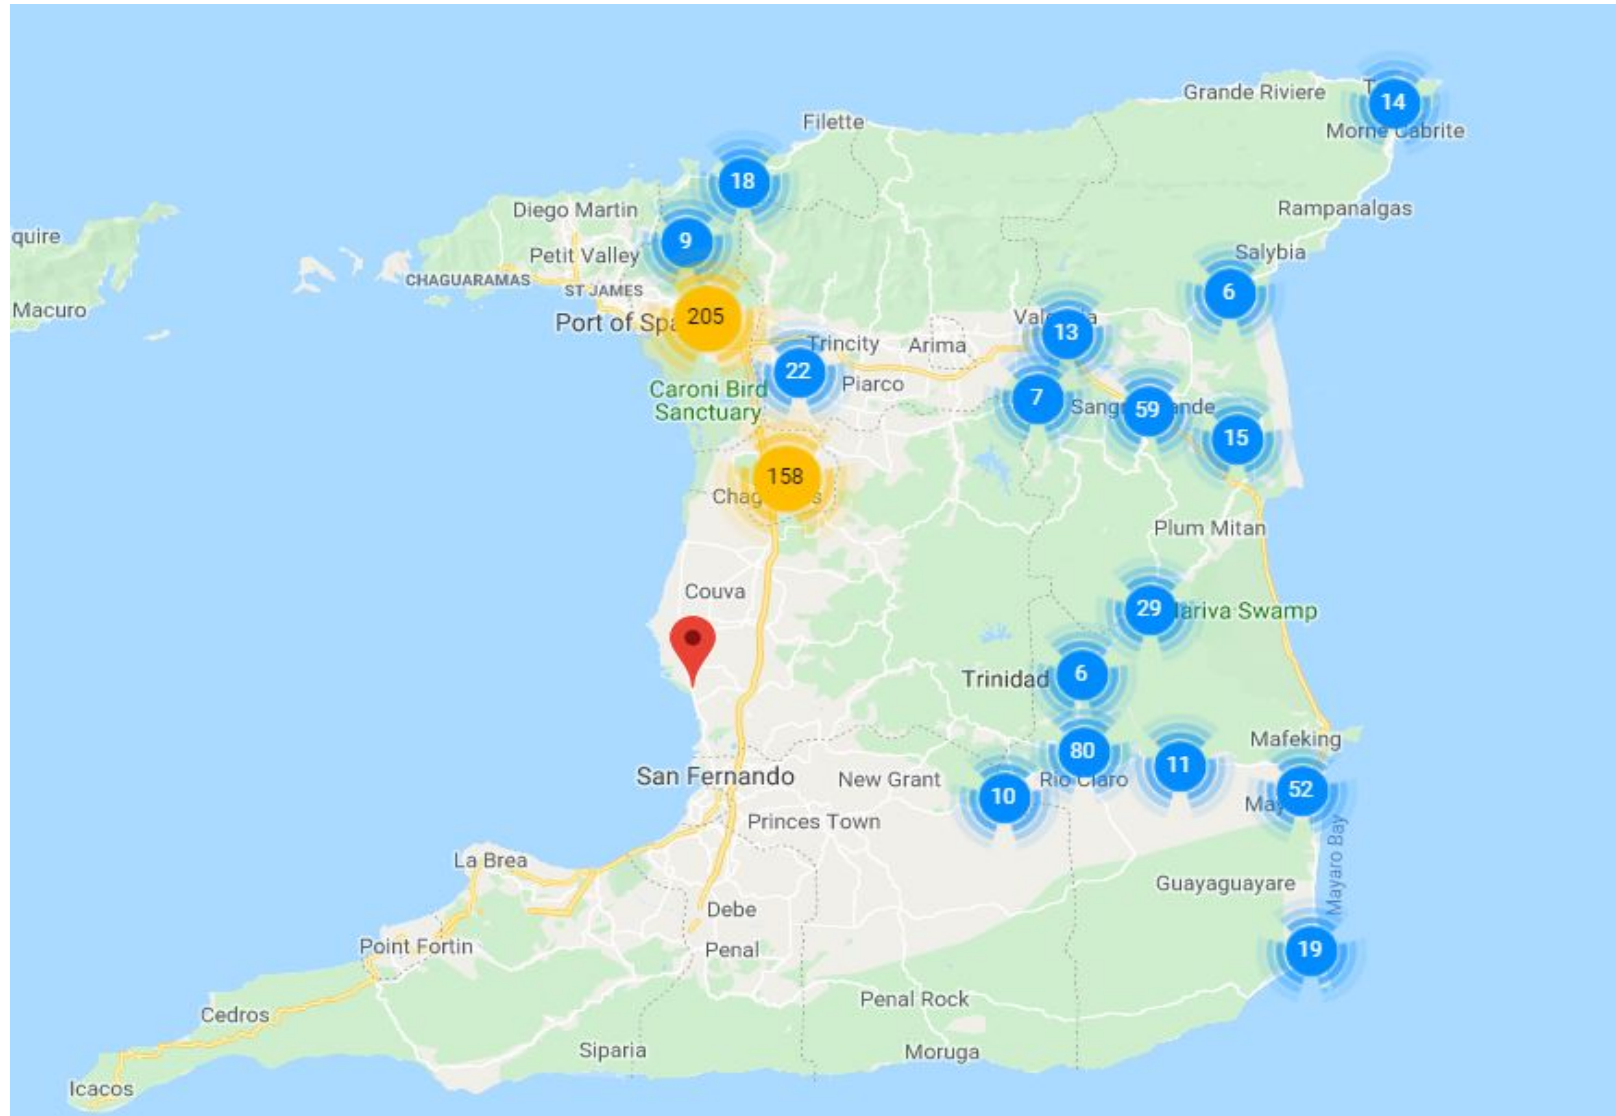 Grande Riviere
14
Morne Cabrite
Filette
18
Diego Martin
Rampanalgas
quire
9
Salybia
Petit Valley
CHAGUARAMAS
ST JAMES
6
Macuro
Port of
205
13
Trincity
Arima
22
Piarco
Caroni Bird
Sanctuary
7
59
15
158
Plum Mitan
Couva
29
ariva Swamp
6
Trinidad
80
Mafeking
11
San Fernando
New Grant
10
Rio Claro
52
Princes Town
Mayaro Bay
La Brea
Guayaguayare
Debe
Point Fortin
Penal
19
Penal Rock
Cedros
Siparia
Moruga
Icacos